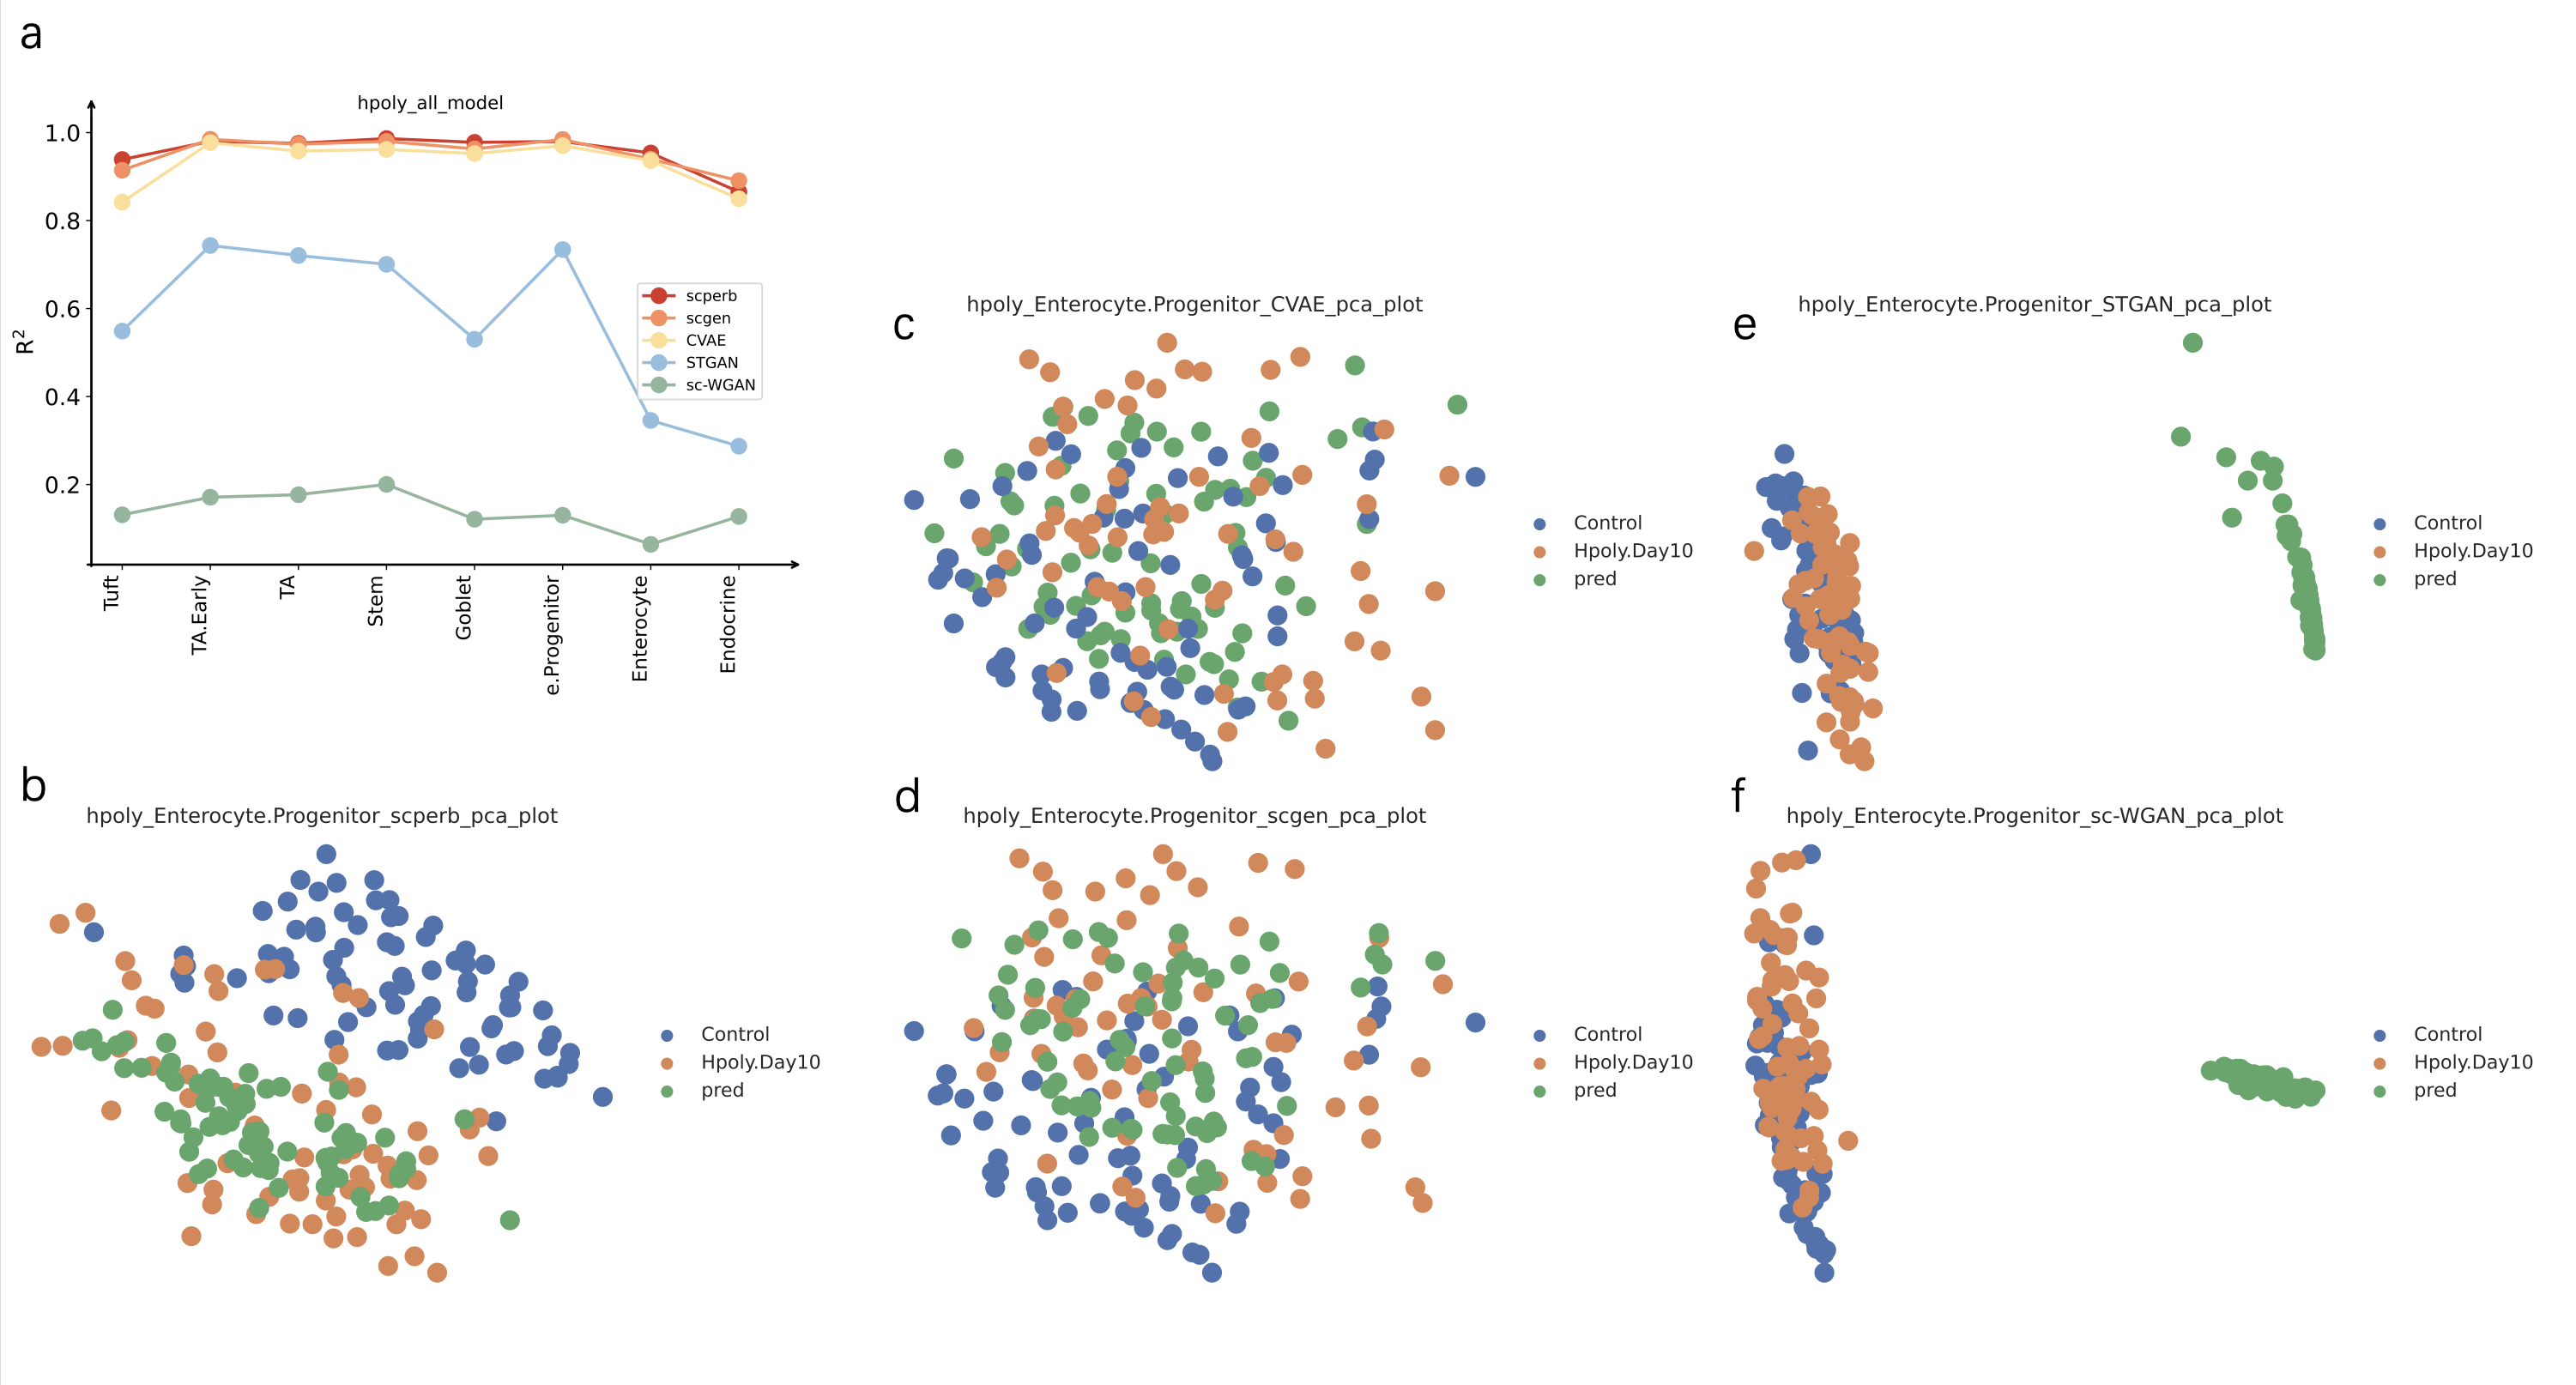 a
hpoly_all_model
1.0
0.8
0.6
0.4
0.2
R²
scperb
scgen
CVAE
STGAN
sc-WGAN
Tuft
TA.Early
TA
Stem
Goblet
e.Progenitor
Enterocyte
Endocrine
b
hpoly_Enterocyte.Progenitor_scperb_pca_plot
Control
Hpoly.Day10
pred
c
hpoly_Enterocyte.Progenitor_CVAE_pca_plot
Control
Hpoly.Day10
pred
d
hpoly_Enterocyte.Progenitor_scgen_pca_plot
Control
Hpoly.Day10
pred
e
hpoly_Enterocyte.Progenitor_STGAN_pca_plot
Control
Hpoly.Day10
pred
f
hpoly_Enterocyte.Progenitor_sc-WGAN_pca_plot
Control
Hpoly.Day10
pred